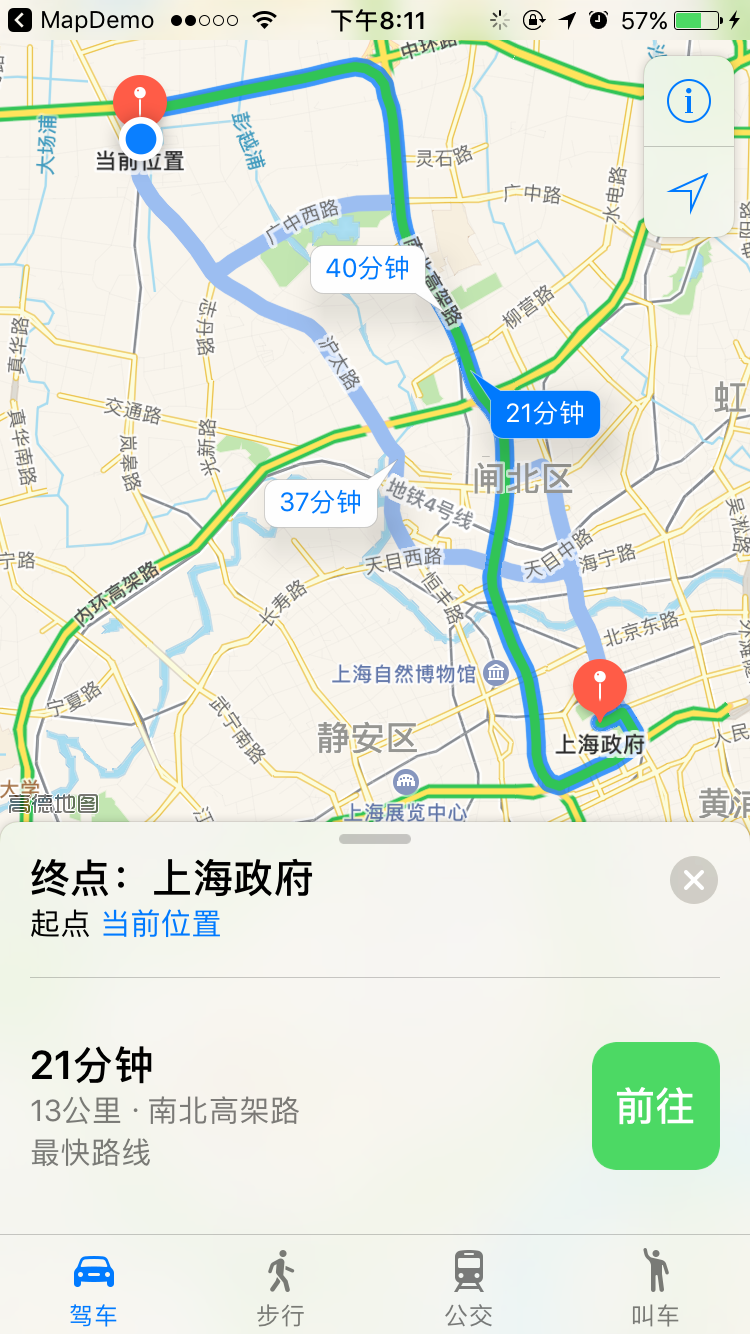 MapDemo
下午8:11
57%
中环路
大场浦
彭越浦
当前位置
灵石路
水电路
广中路
广中西路
40分钟
南北高架路
柳营路
志丹路
沪太路
真华路
交通路
21分钟
虹
真华南路
岚皋路
光新路
闸北区
37分钟
地铁4号线
吴淞路
宁路
天目西路
天目中路
海宁路
内环高架路
长寿路
恒丰路
北京东路
上海自然博物馆
宁夏路
武宁南路
静安区
上海政府
人民
大学
高德地图
上海展览中心
黄浦
终点：上海政府
起点 当前位置
21分钟
13公里 · 南北高架路
最快路线
前往
驾车
步行
公交
叫车